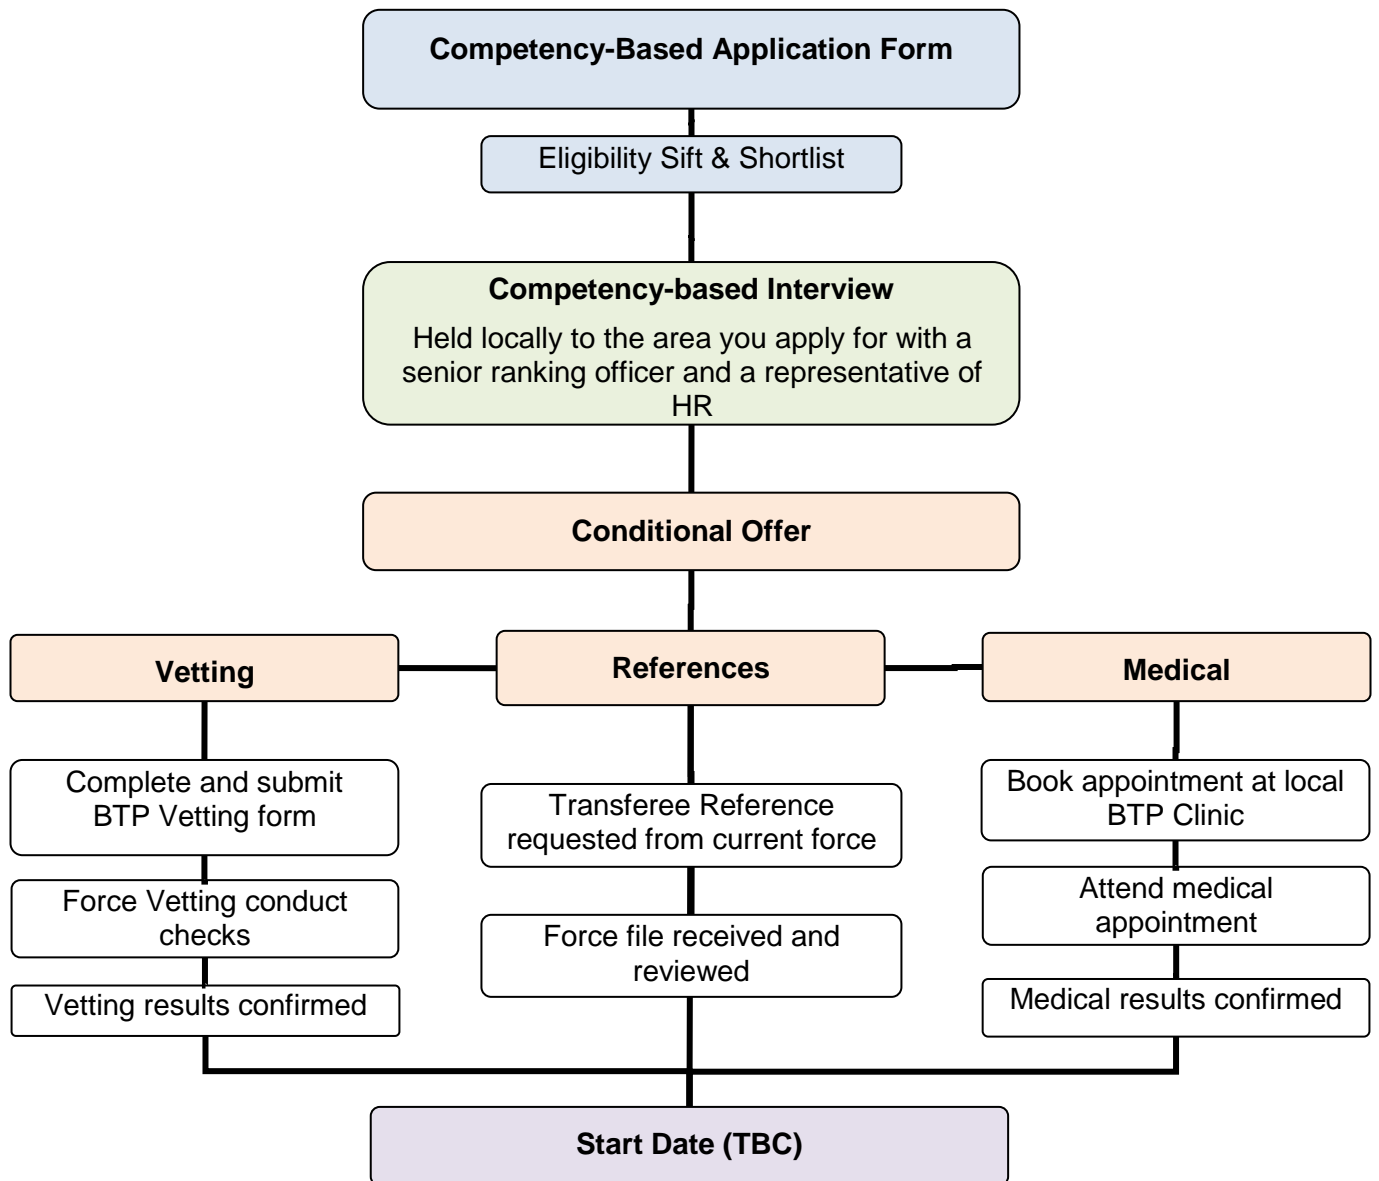 Competency-Based Application Form
Eligibility Sift & Shortlist
Competency-based Interview
Held locally to the area you apply for with a
senior ranking officer and a representative of
HR
Conditional Offer
Vetting
References
Medical
Complete and submit
BTP Vetting form
Force Vetting conduct
checks
Vetting results confirmed
Transferee Reference
requested from current force
Force file received and
reviewed
Book appointment at local
BTP Clinic
Attend medical
appointment
Medical results confirmed
Start Date (TBC)